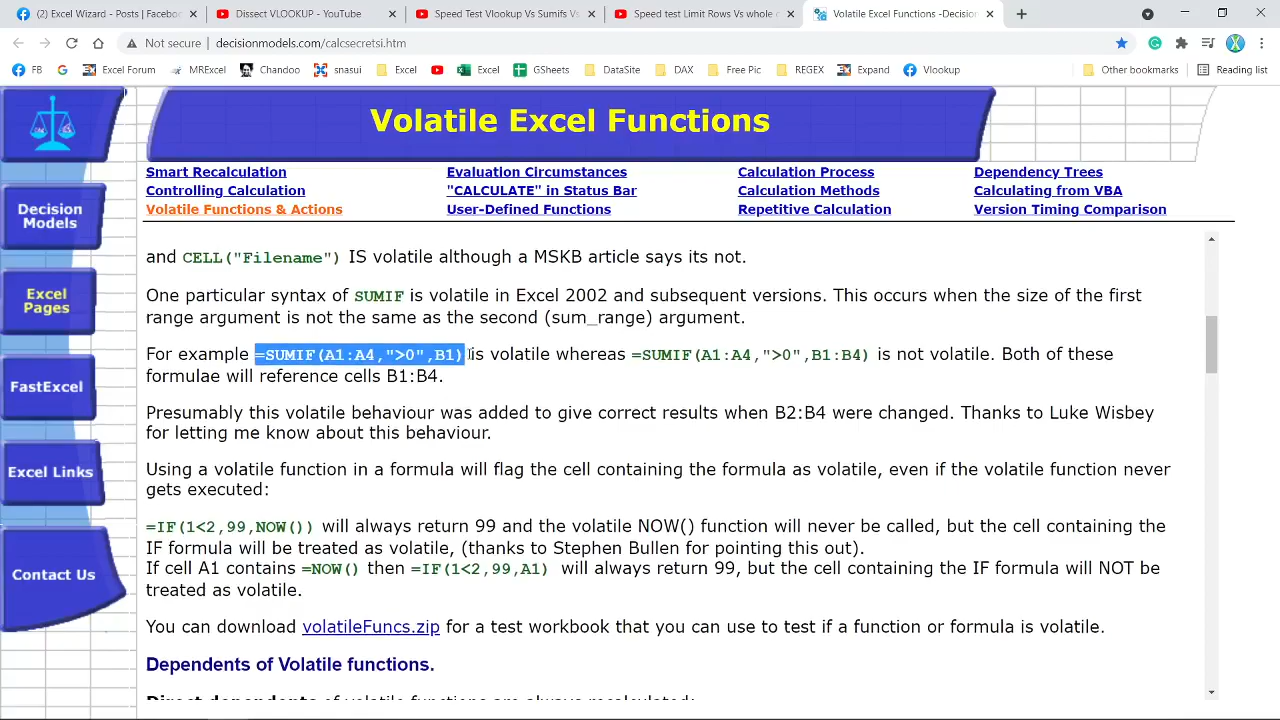 (2) Excel Wizard - Posts | Facebo
Dissect VLOOKUP - YouTube
Speed Test Vlookup Vs Sumifs Vs
Speed test Limit Rows Vs whole c
Volatile Excel Functions -Decision
Not secure | decisionmodels.com/calcsecretsi.htm
FB
Excel Forum
MRExcel
Chandoo
snasui
Excel
Excel
GSheets
DataSite
DAX
Free Pic
REGEX
Expand
Vlookup
Other bookmarks
Reading list
Volatile Excel Functions
Smart Recalculation
Evaluation Circumstances
Calculation Process
Dependency Trees
Controlling Calculation
"CALCULATE" in Status Bar
Calculation Methods
Calculating from VBA
Volatile Functions & Actions
User-Defined Functions
Repetitive Calculation
Version Timing Comparison
Decision
Models
Excel
Pages
FastExcel
Excel Links
Contact Us
and CELL("Filename") IS volatile although a MSKB article says its not.
One particular syntax of SUMIF is volatile in Excel 2002 and subsequent versions. This occurs when the size of the first
range argument is not the same as the second (sum_range) argument.
For example =SUMIF(A1:A4,">0",B1) is volatile whereas =SUMIF(A1:A4,">0",B1:B4) is not volatile. Both of these
formulae will reference cells B1:B4.
Presumably this volatile behaviour was added to give correct results when B2:B4 were changed. Thanks to Luke Wisbey
for letting me know about this behaviour.
Using a volatile function in a formula will flag the cell containing the formula as volatile, even if the volatile function never
gets executed:
=IF(1<2,99,NOW()) will always return 99 and the volatile NOW() function will never be called, but the cell containing the
IF formula will be treated as volatile, (thanks to Stephen Bullen for pointing this out).
If cell A1 contains =NOW() then =IF(1<2,99,A1) will always return 99, but the cell containing the IF formula will NOT be
treated as volatile.
You can download volatileFuncs.zip for a test workbook that you can use to test if a function or formula is volatile.
Dependents of Volatile functions.
Direct dependents of volatile functions are always recalculated: